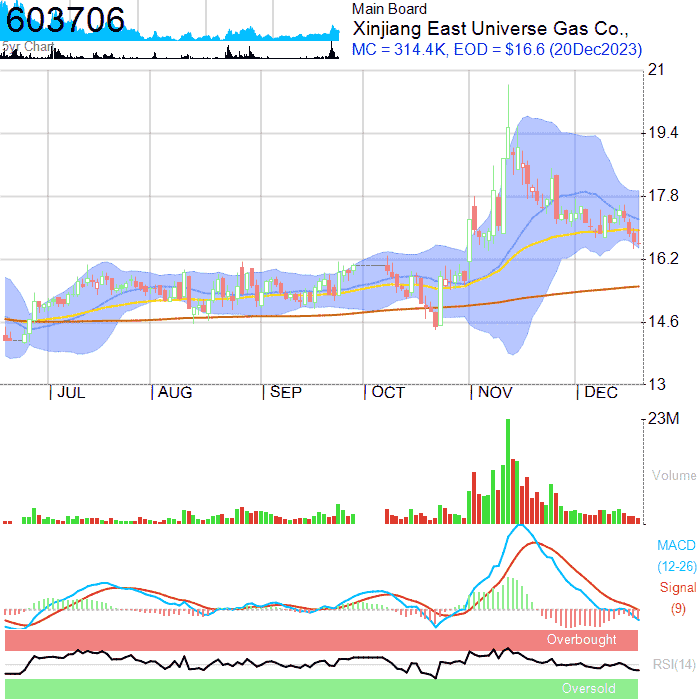 603706
5yr Chart
Main Board
Xinjiang East Universe Gas Co.,
MC = 314.4K, EOD = $16.6 (20Dec2023)
21
19.4
17.8
16.2
14.6
13
JUL
AUG
SEP
OCT
NOV
DEC
23M
Volume
MACD
(12-26)
Signal
(9)
Overbought
RSI(14)
Oversold